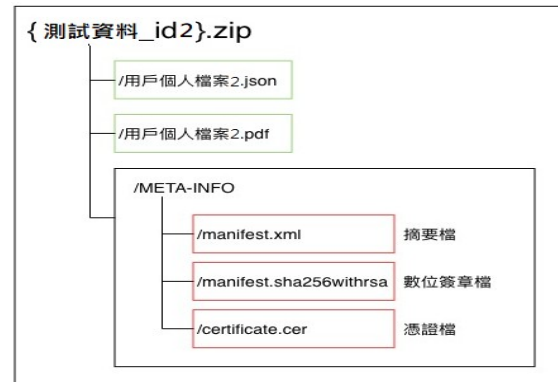 {測試資料_id2}.zip
/用戶個人檔案2.json
/用戶個人檔案2.pdf
/META-INFO
/manifest.xml 摘要檔
/manifest.sha256withrsa 數位簽章檔
/certificate.cer 憑證檔